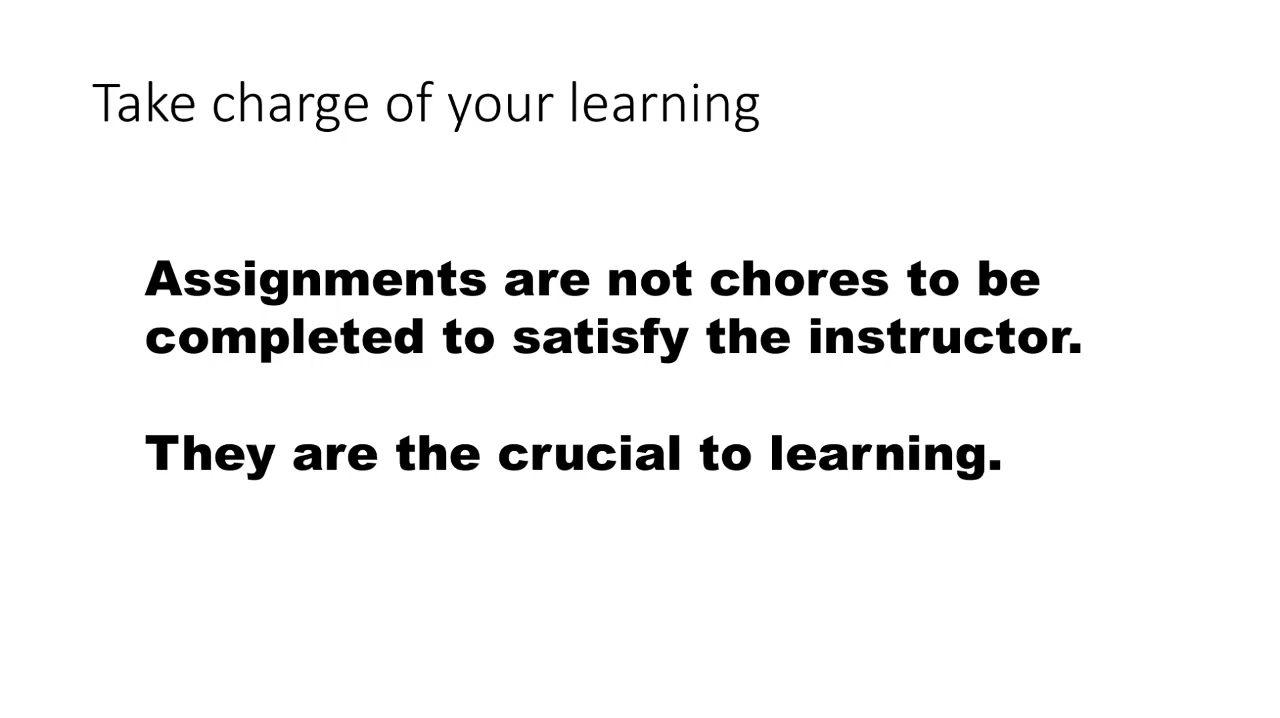 Take charge of your learning
Assignments are not chores to be
completed to satisfy the instructor.
They are the crucial to learning.